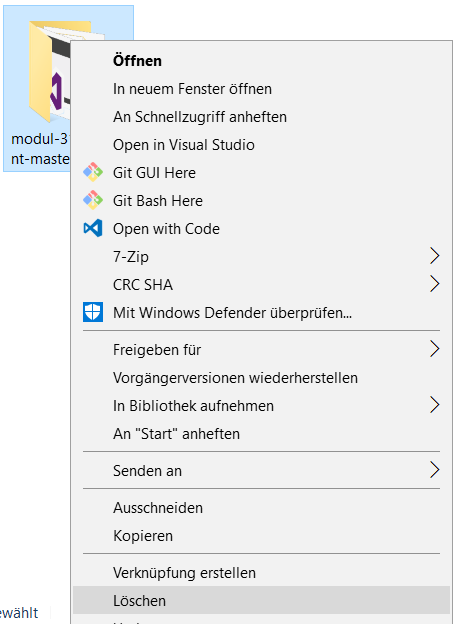 modul-3
nt-maste
Öffnen
In neuem Fenster öffnen
An Schnellzugriff anheften
Open in Visual Studio
Git GUI Here
Git Bash Here
Open with Code
7-Zip
CRC SHA
Mit Windows Defender überprüfen...
Freigeben für
Vorgängerversionen wiederherstellen
In Bibliothek aufnehmen
An "Start" anheften
Senden an
Ausschneiden
Kopieren
Verknüpfung erstellen
Löschen
ewählt